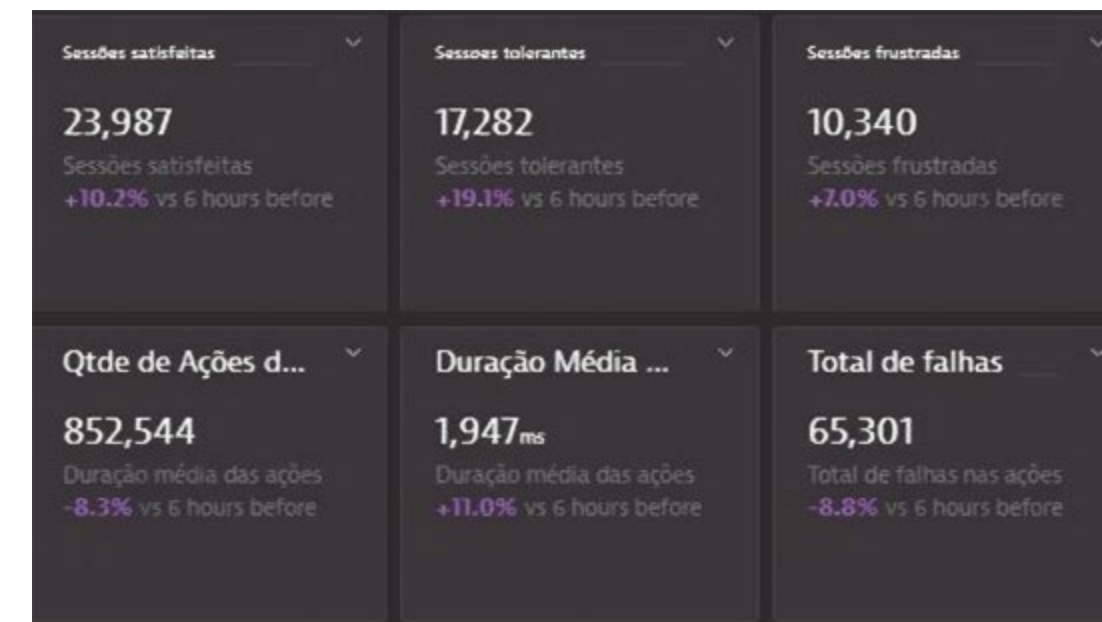 Sessões satisfeitas
23,987
Sessões satisfeitas
+10.2% vs 6 hours before
Sessoes tolerantes
17,282
Sessões tolerantes
+19.1% vs 6 hours before
Sessões frustradas
10,340
Sessões frustradas
+7.0% vs 6 hours before
Qtde de Ações d...
852,544
Duração média das ações
-8.3% vs 6 hours before
Duração Média ...
1,947ms
Duração média das ações
+11.0% vs 6 hours before
Total de falhas
65,301
Total de falhas nas ações
-8.8% vs 6 hours before